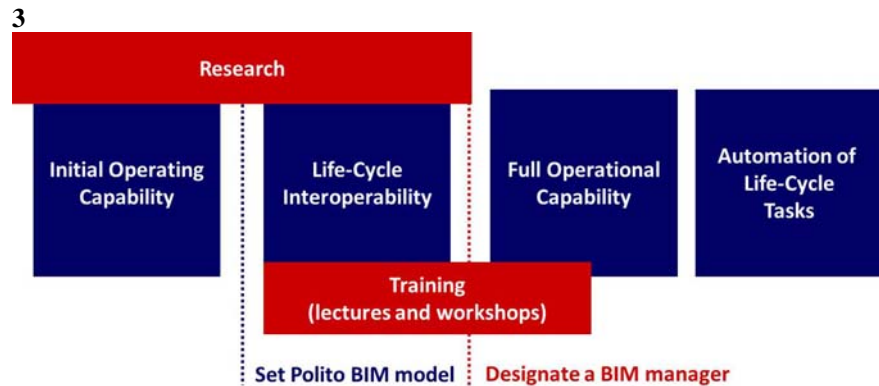 3
Research
Initial Operating
Capability
Life-Cycle
Interoperability
Full Operational
Capability
Automation of
Life-Cycle
Tasks
Training
(lectures and workshops)
Set Polito BIM model
Designate a BIM manager